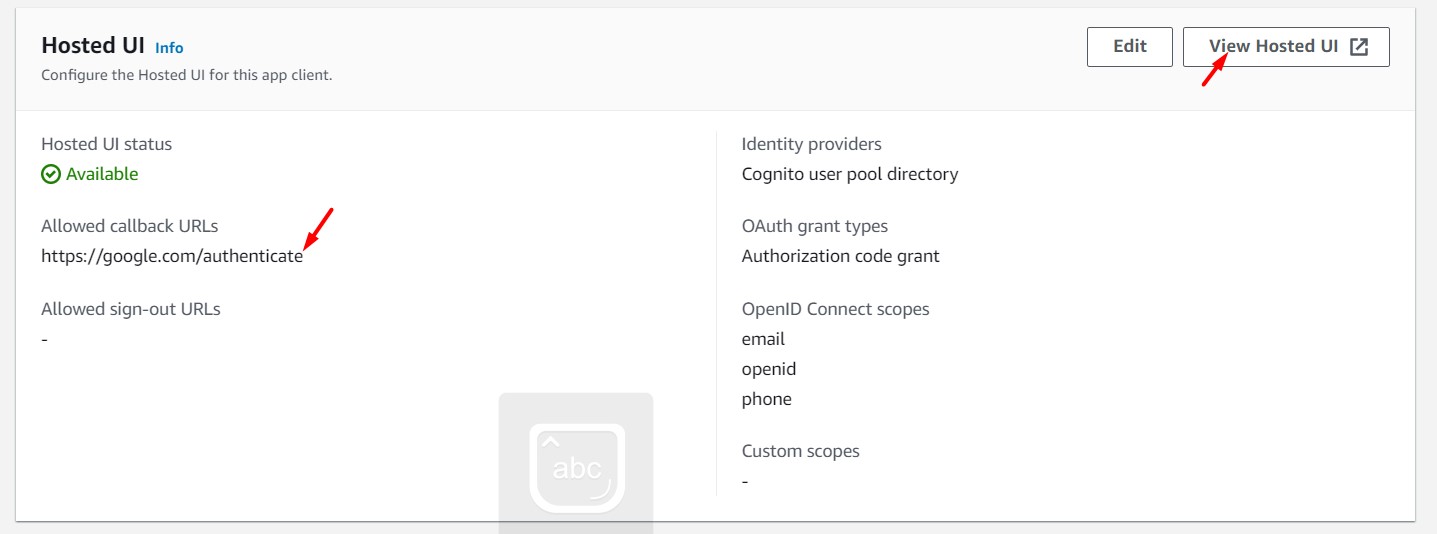 Hosted UI Info
Configure the Hosted UI for this app client.
Edit
View Hosted UI
Hosted UI status
Available
Allowed callback URLs
https://google.com/authenticate
Allowed sign-out URLs
-
Identity providers
Cognito user pool directory
OAuth grant types
Authorization code grant
OpenID Connect scopes
email
openid
phone
Custom scopes
-
abc